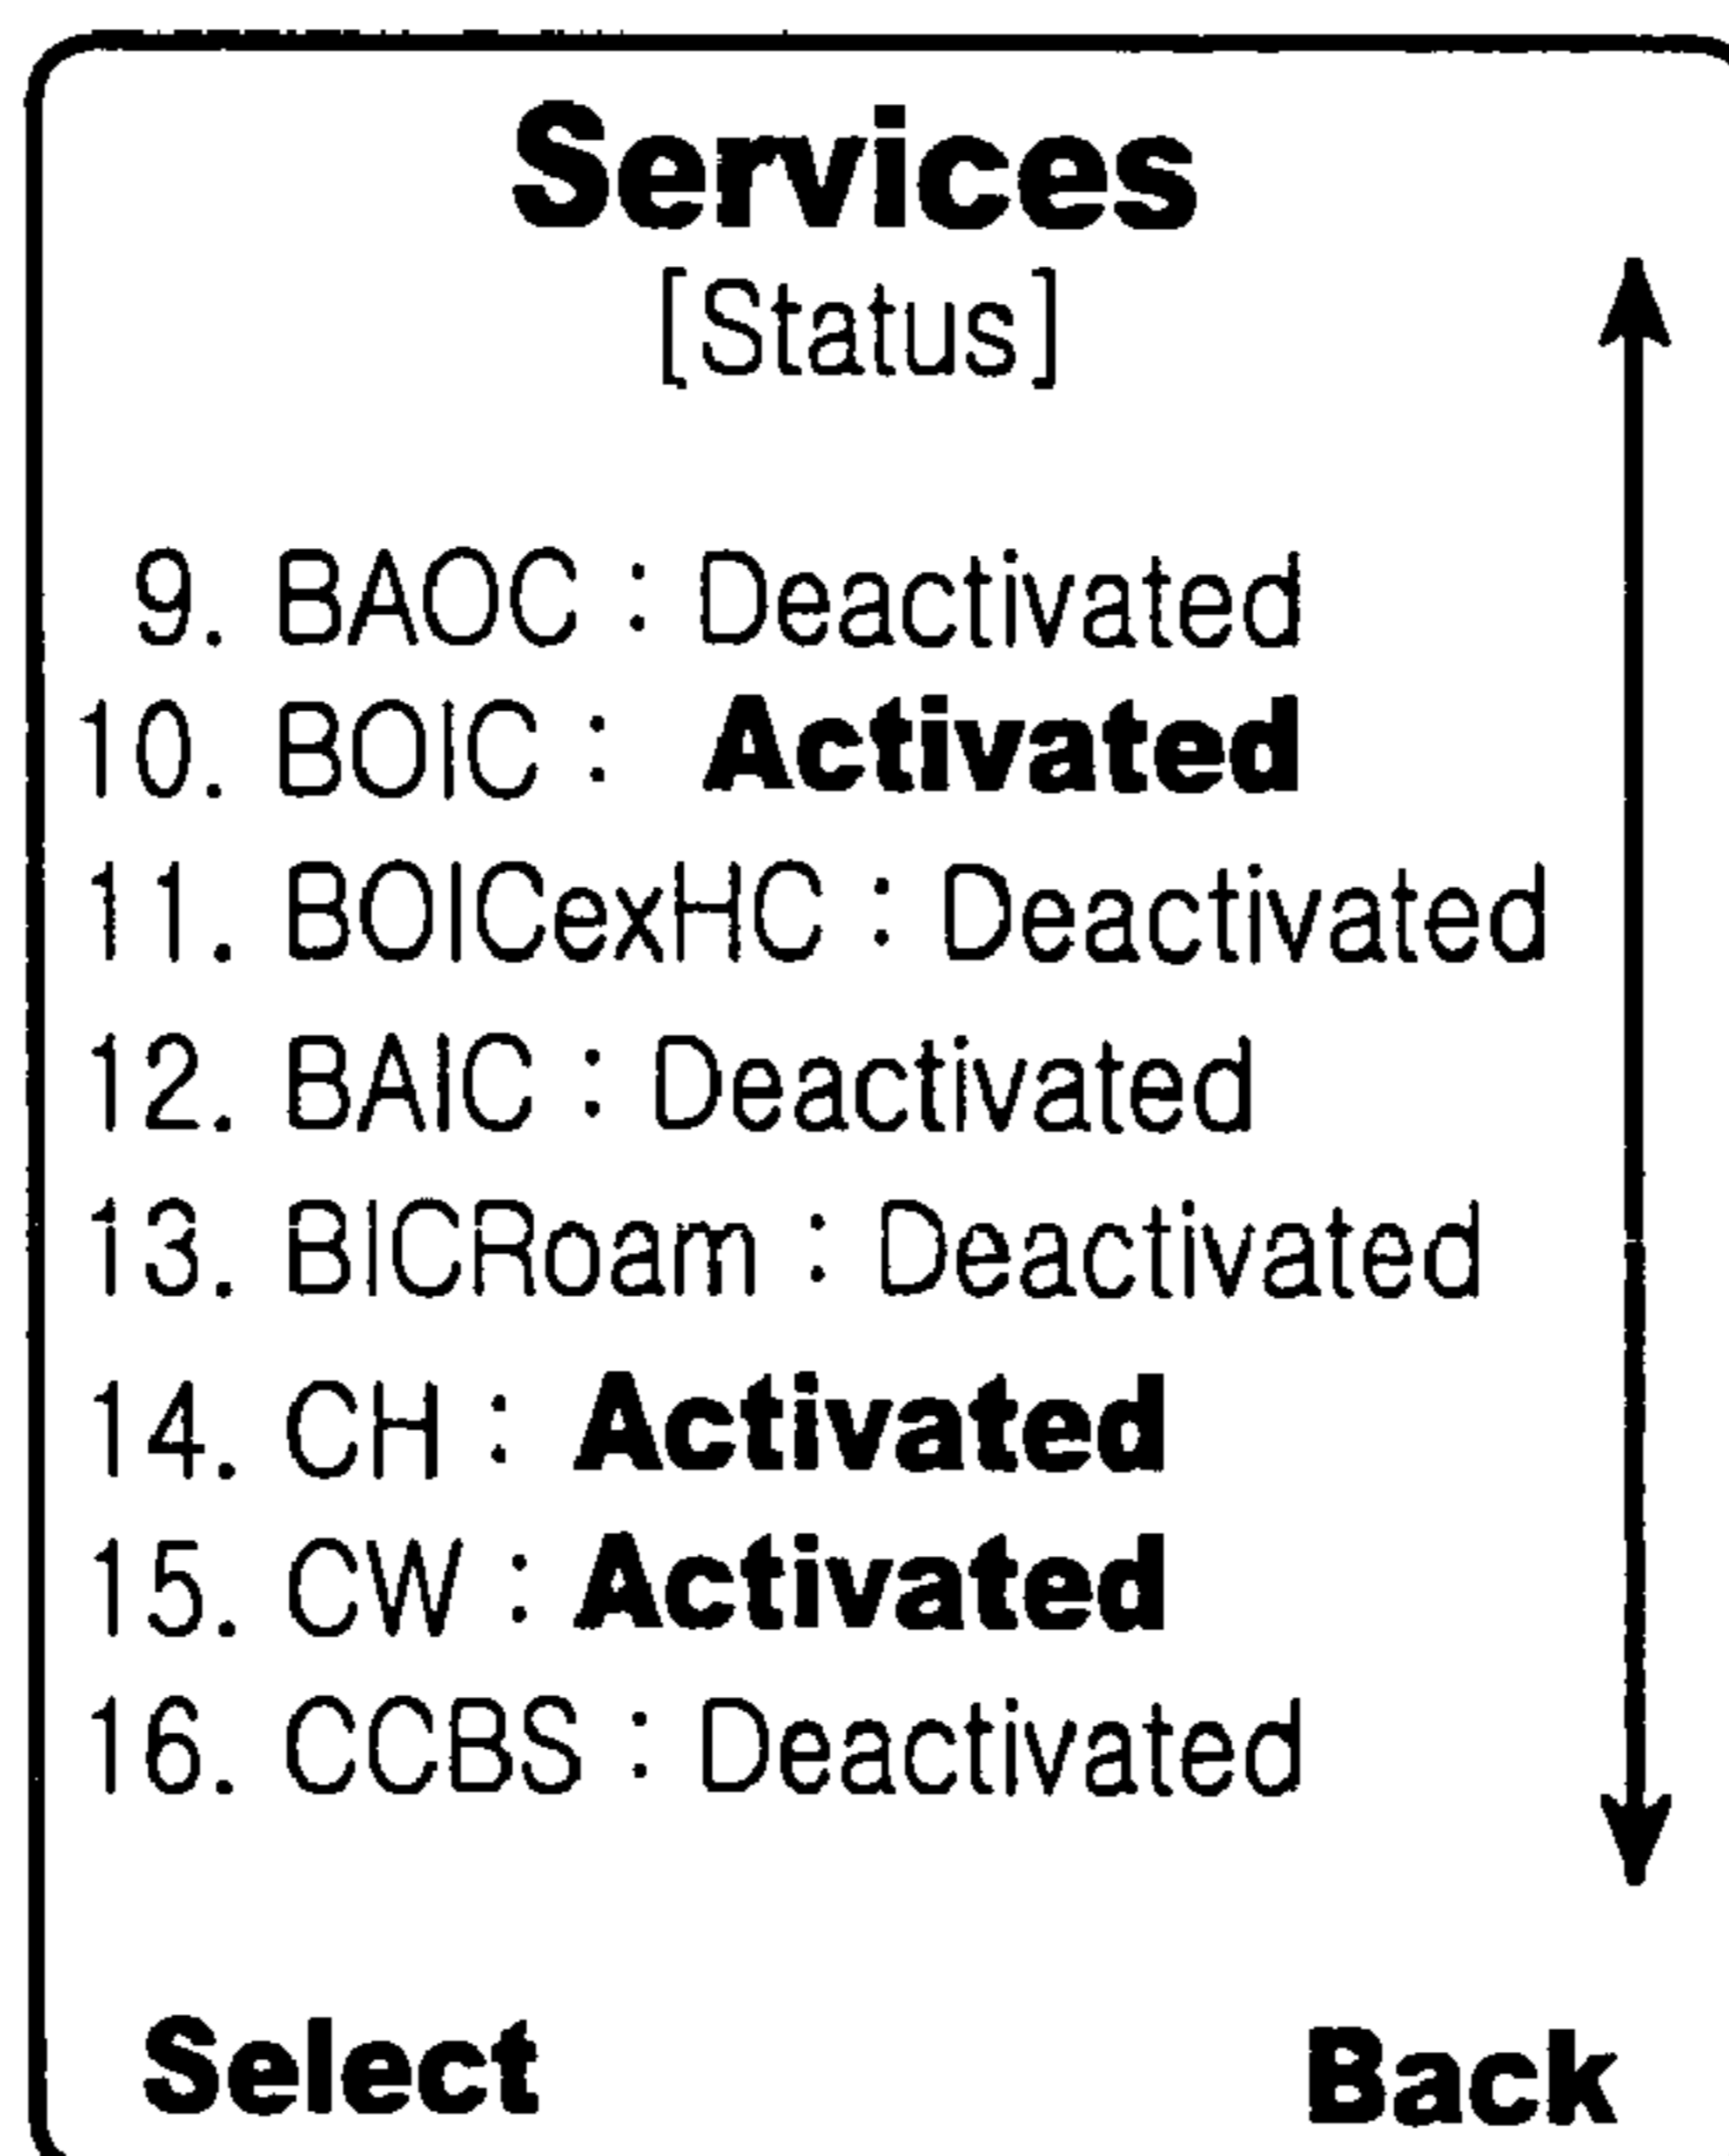 Services
[Status]
9. BAOC : Deactivated
10. BOIC : Activated
11. BOICexHC : Deactivated
12. BAIC : Deactivated
13. BICRoam : Deactivated
14. CH : Activated
15. CW : Activated
16. CCBS : Deactivated
Select Back